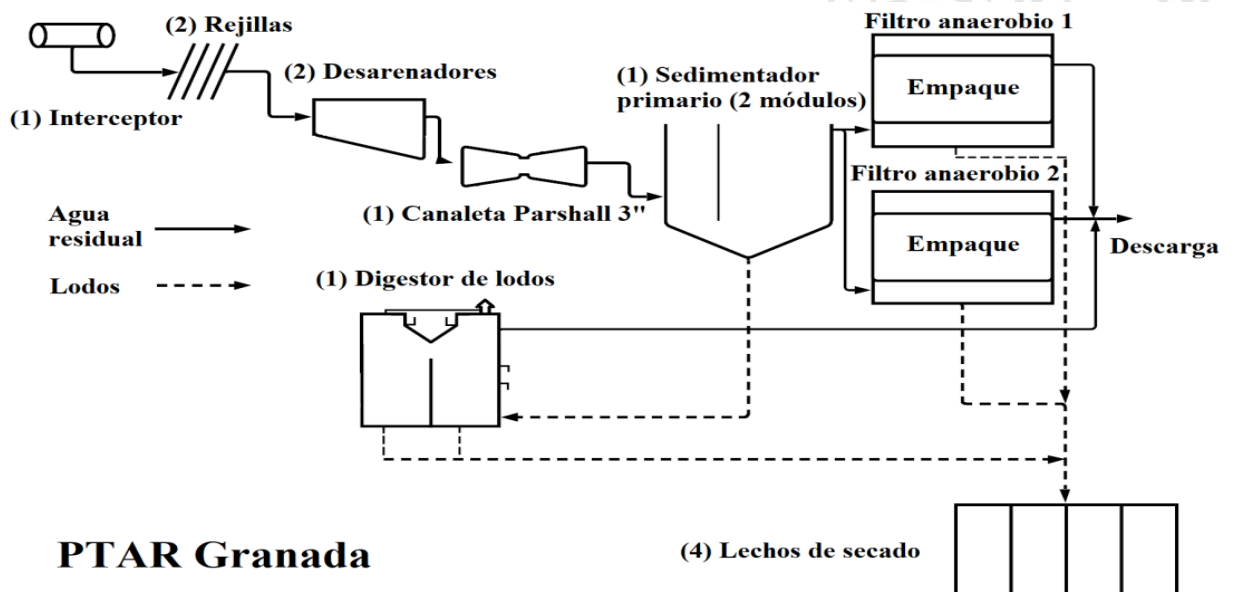 (2) Rejillas
Filtro anaerobio 1
(2) Desarenadores
(1) Sedimentador
primario (2 módulos)
Empaque
(1) Interceptor
Filtro anaerobio 2
(1) Canaleta Parshall 3"
Agua
residual
Empaque
Descarga
Lodos
(1) Digestor de lodos
PTAR Granada
(4) Lechos de secado